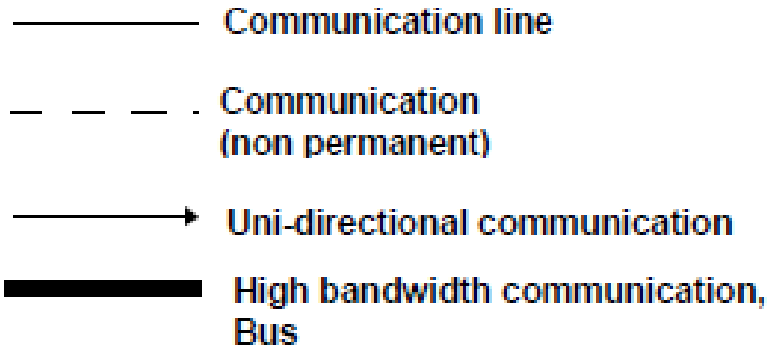 Communication line
Communication
(non permanent)
Uni-directional communication
High bandwidth communication,
Bus